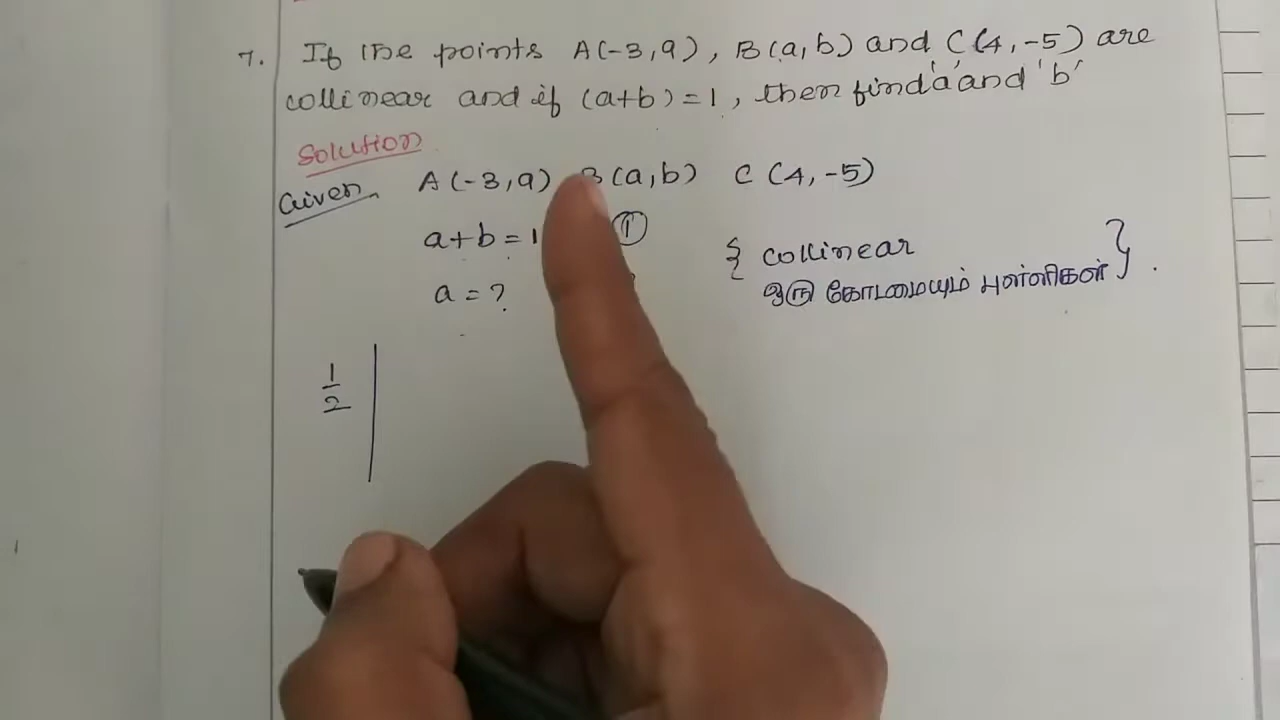 7. If the points A(-3,9), B(a,b) and C(4,-5) are
collinear and if (a+b)=1, then find 'a' and 'b'
Solution
Given A(-3,9) B(a,b) C(4,-5)
a+b=1 ①
a=?
{ collinear
ஒரு கோடமையும் புள்ளிகள் } .
1/2 |